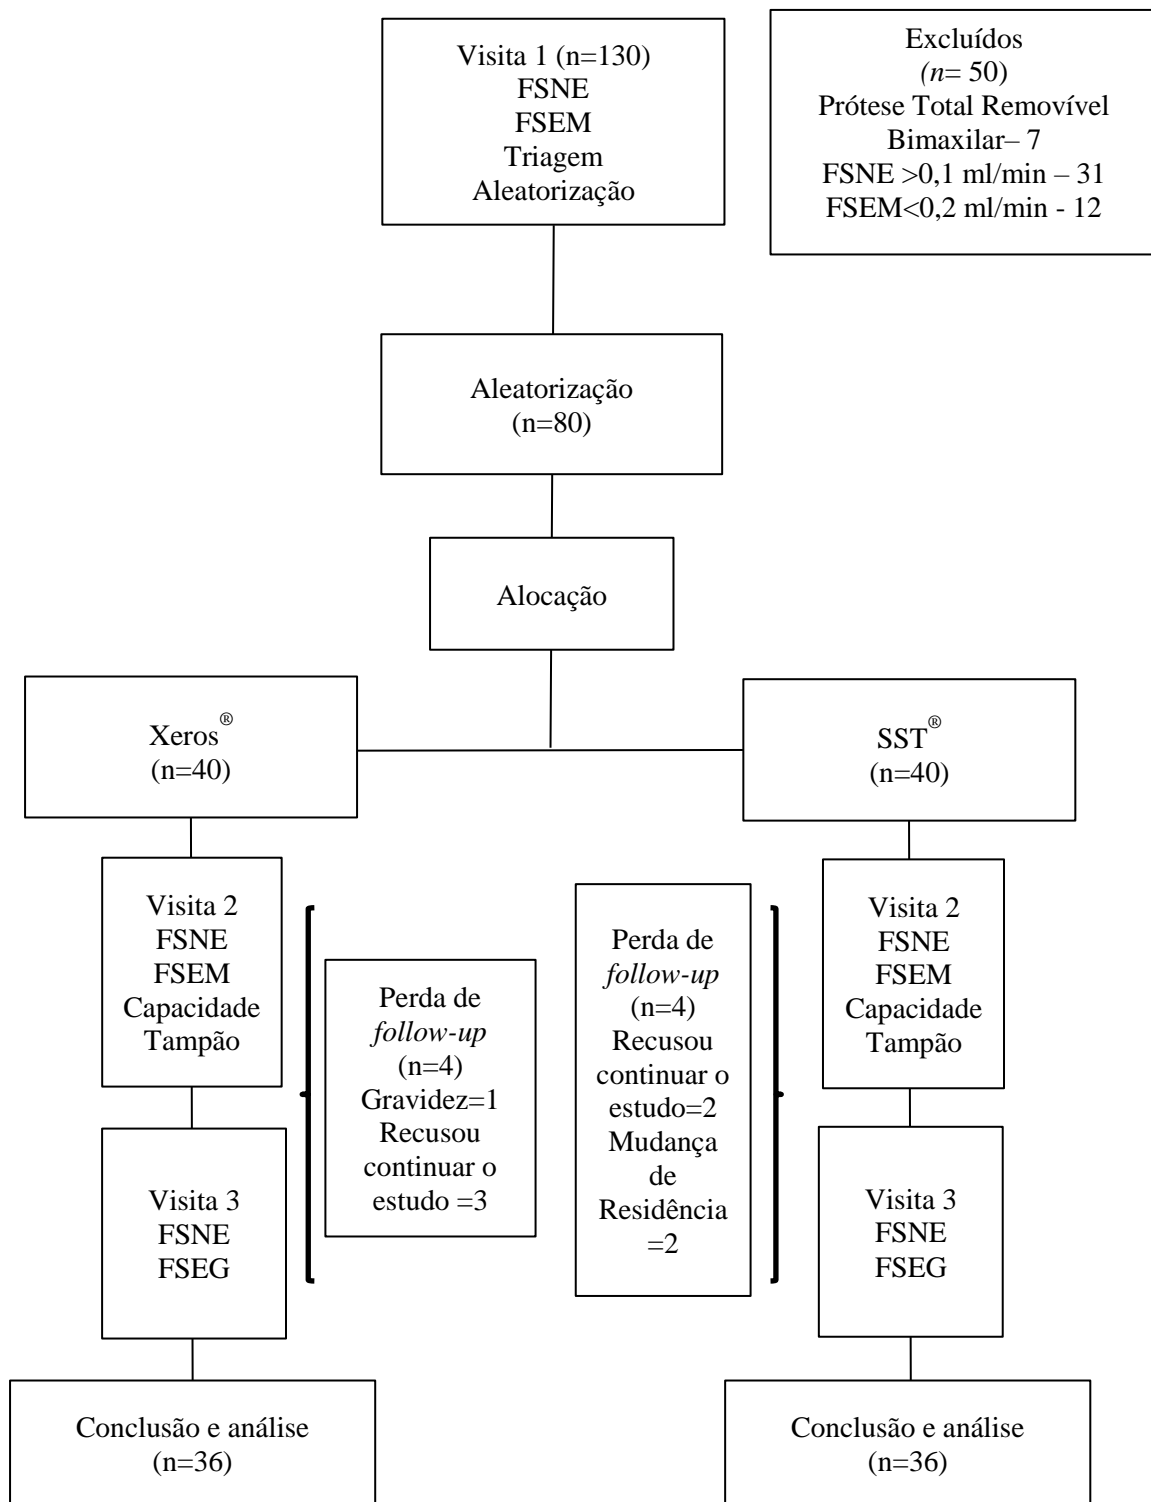 Visita 1 (n=130)
FSNE
FSEM
Triagem
Aleatorização
Excluídos
(n= 50)
Prótese Total Removível
Bimaxilar– 7
FSNE >0,1 ml/min – 31
FSEM<0,2 ml/min - 12
Aleatorização
(n=80)
Alocação
Xeros®
(n=40)
SST®
(n=40)
Visita 2
FSNE
FSEM
Capacidade
Tampão
Perda de
follow-up
(n=4)
Gravidez=1
Recusou
continuar o
estudo =3
Perda de
follow-up
(n=4)
Recusou
continuar o
estudo=2
Mudança
de
Residência
=2
Visita 2
FSNE
FSEM
Capacidade
Tampão
Visita 3
FSNE
FSEG
Visita 3
FSNE
FSEG
Conclusão e análise
(n=36)
Conclusão e análise
(n=36)